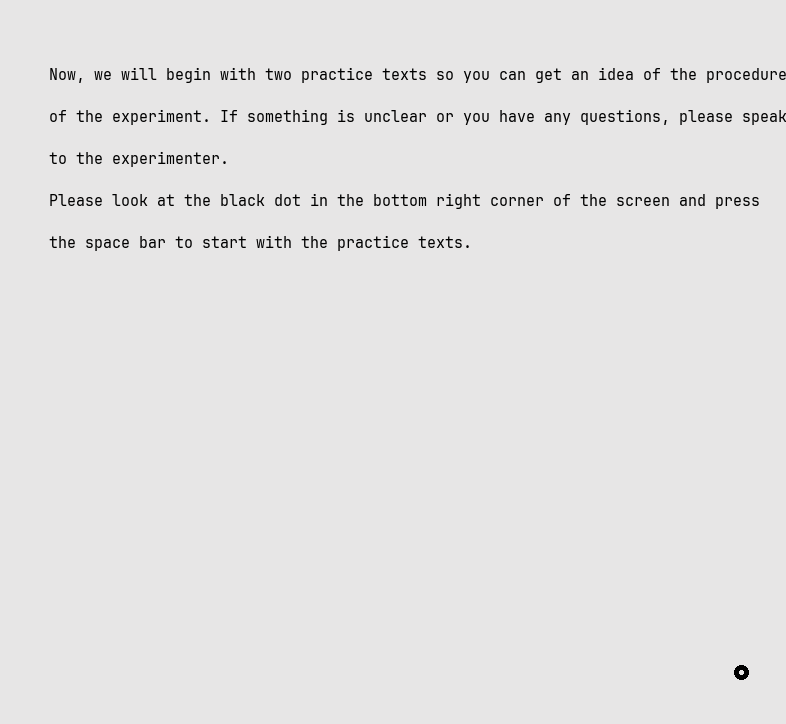 Now, we will begin with two practice texts so you can get an idea of the procedure
of the experiment. If something is unclear or you have any questions, please speak
to the experimenter.
Please look at the black dot in the bottom right corner of the screen and press
the space bar to start with the practice texts.